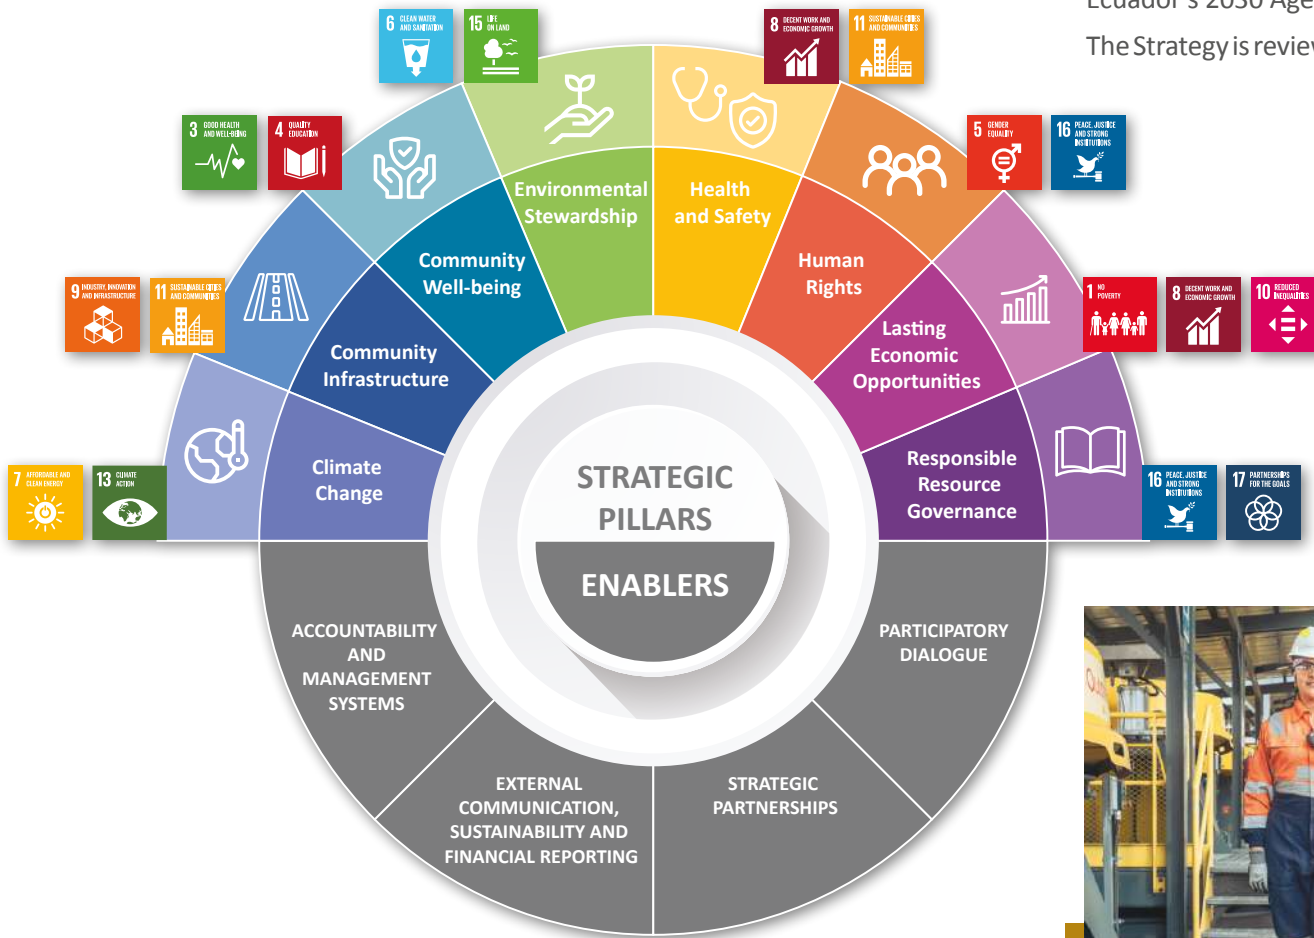 Ecuador's 2030 Age
The Strategy is review
6 CLEAN WATER
AND SANITATION
15 LIFE
ON LAND
8 DECENT WORK AND
ECONOMIC GROWTH
11 SUSTAINABLE CITIES
AND COMMUNITIES
3 GOOD HEALTH
AND WELL-BEING
4 QUALITY
EDUCATION
5 GENDER
EQUALITY
16 PEACE, JUSTICE
AND STRONG
INSTITUTIONS
Environmental
Stewardship
Health
and Safety
Community
Well-being
Human
Rights
9 INDUSTRY, INNOVATION
AND INFRASTRUCTURE
11 SUSTAINABLE CITIES
AND COMMUNITIES
1 NO
POVERTY
8 DECENT WORK AND
ECONOMIC GROWTH
10 REDUCED
INEQUALITIES
Community
Infrastructure
Lasting
Economic
Opportunities
7 AFFORDABLE AND
CLEAN ENERGY
13 CLIMATE
ACTION
Climate
Change
Responsible
Resource
Governance
16 PEACE, JUSTICE
AND STRONG
INSTITUTIONS
17 PARTNERSHIPS
FOR THE GOALS
STRATEGIC
PILLARS
ENABLERS
ACCOUNTABILITY
AND
MANAGEMENT
SYSTEMS
EXTERNAL
COMMUNICATION,
SUSTAINABILITY AND
FINANCIAL REPORTING
STRATEGIC
PARTNERSHIPS
PARTICIPATORY
DIALOGUE